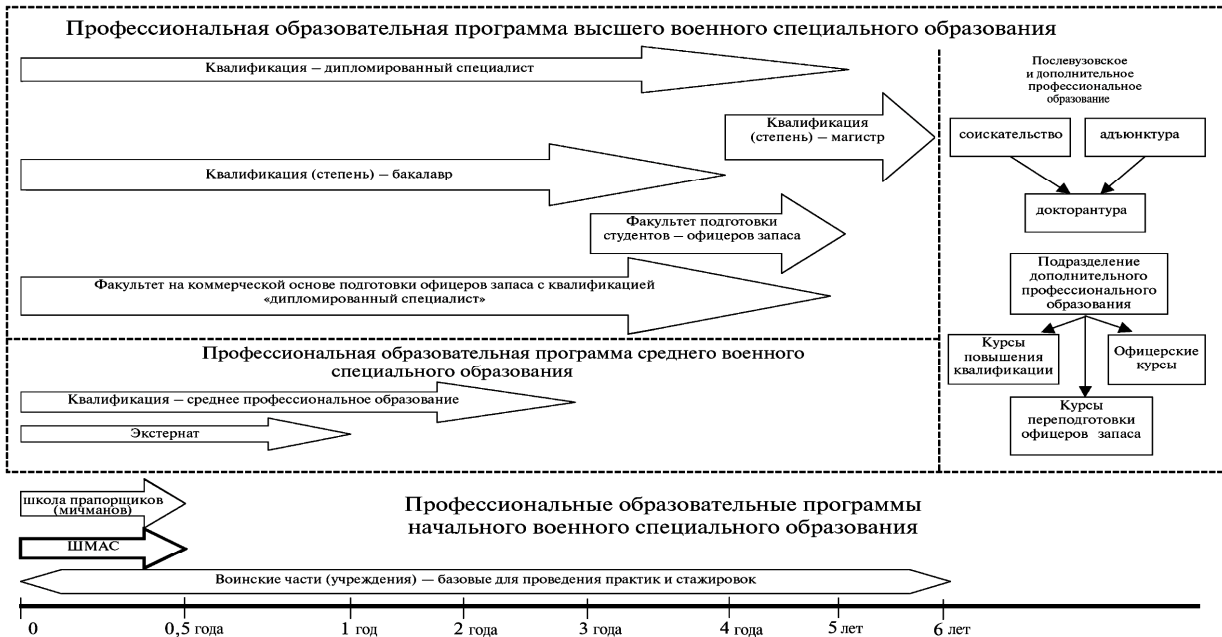 Профессиональная образовательная программа высшего военного специального образования
Квалификация – дипломированный специалист
Квалификация
(степень) – магистр
Квалификация (степень) – бакалавр
Факультет подготовки
студентов – офицеров запаса
Факультет на коммерческой основе подготовки офицеров запаса с квалификацией
«дипломированный специалист»
Послевузовское
и дополнительное
профессиональное
образование
соискательство
адъюнктура
докторантура
Подразделение
дополнительного
профессионального
образования
Курсы
повышения
квалификации
Офицерские
курсы
Курсы
переподготовки
офицеров запаса
Профессиональная образовательная программа среднего военного
специального образования
Квалификация – среднее профессиональное образование
Экстернат
школа прапорщиков
(мичманов)
ШМАС
Профессиональные образовательные программы
начального военного специального образования
Воинские части (учреждения) — базовые для проведения практик и стажировок
0 0,5 года 1 год 2 года 3 года 4 года 5 лет 6 лет